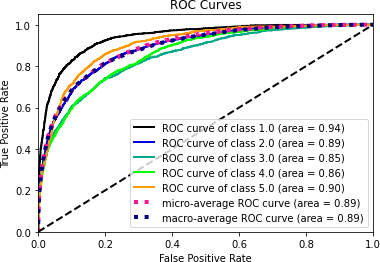 ROC Curves
True Positive Rate
1.0
0.8
0.6
0.4
0.2
0.0
ROC curve of class 1.0 (area = 0.94)
ROC curve of class 2.0 (area = 0.89)
ROC curve of class 3.0 (area = 0.85)
ROC curve of class 4.0 (area = 0.86)
ROC curve of class 5.0 (area = 0.90)
micro-average ROC curve (area = 0.89)
macro-average ROC curve (area = 0.89)
0.0 0.2 0.4 0.6 0.8 1.0
False Positive Rate